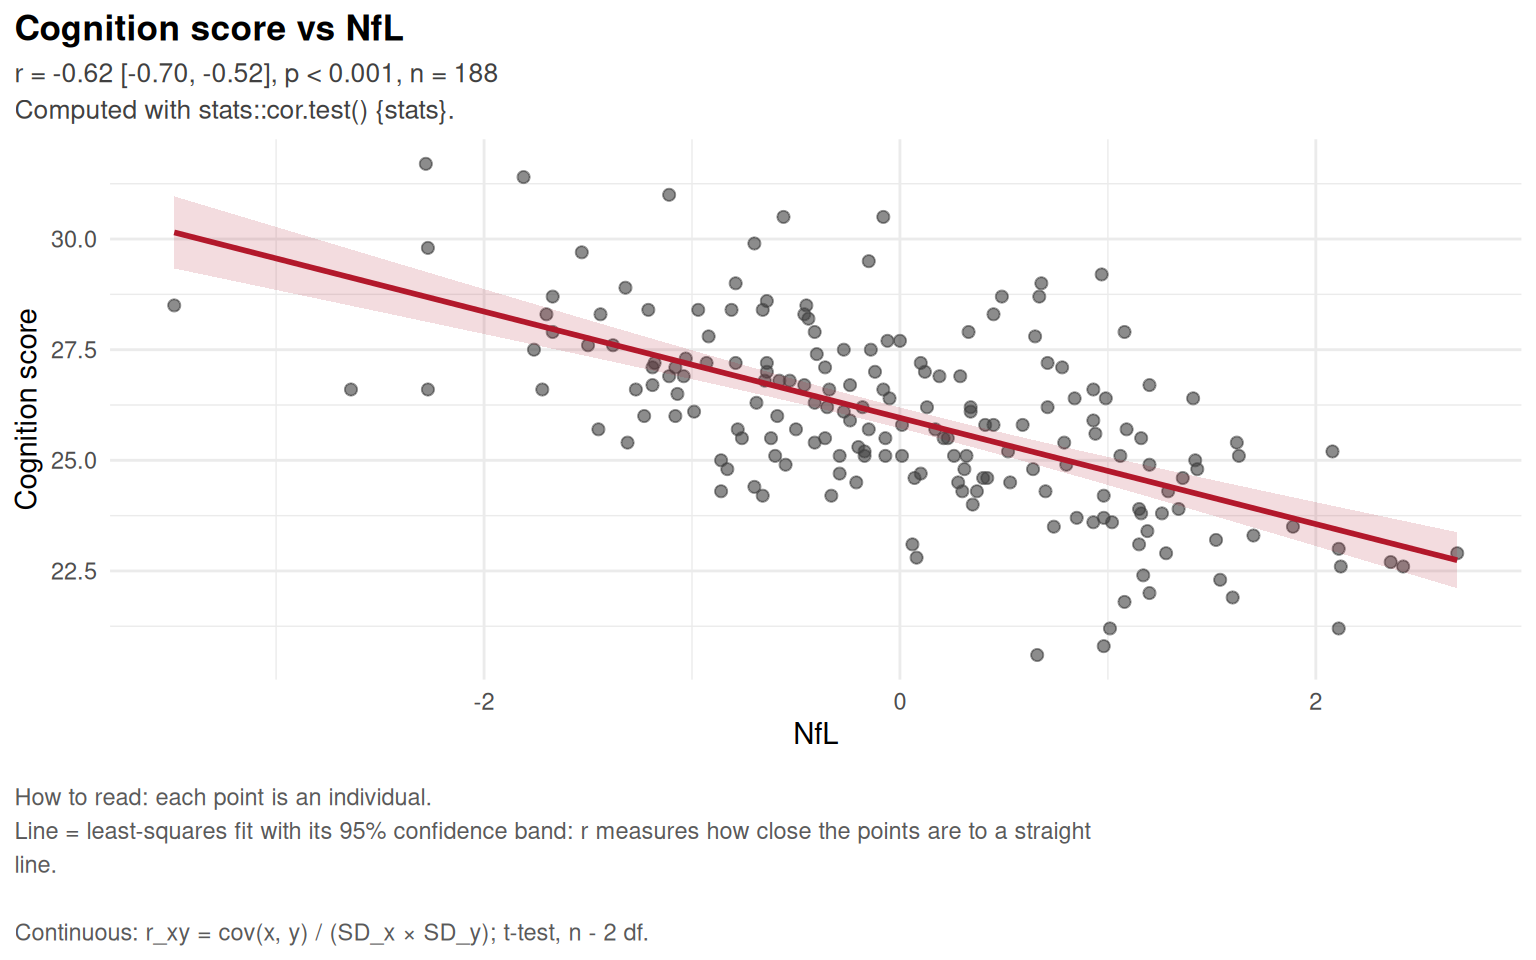 Cognition score vs NfL
r = -0.62 [-0.70, -0.52], p < 0.001, n = 188
Computed with stats::cor.test() {stats}.
30.0
27.5
25.0
22.5
Cognition score
-2
0
2
NfL
How to read: each point is an individual.
Line = least-squares fit with its 95% confidence band: r measures how close the points are to a straight
line.
Continuous: r_xy = cov(x, y) / (SD_x × SD_y); t-test, n - 2 df.